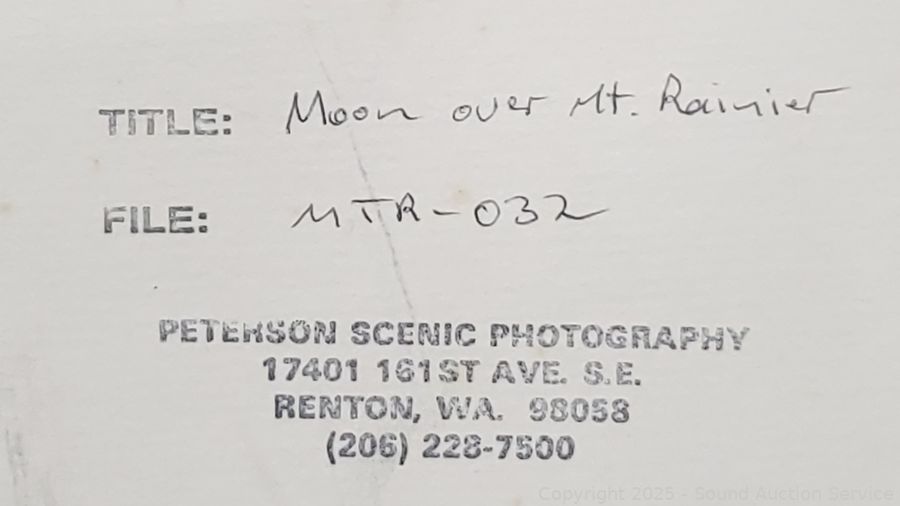 TITLE: Moon over Mt. Rainier
FILE: MTR-032
PETERSON SCENIC PHOTOGRAPHY
17401 161ST AVE. S.E.
RENTON, WA. 98058
(206) 228-7500
Copyright 2025 - Sound Auction Service